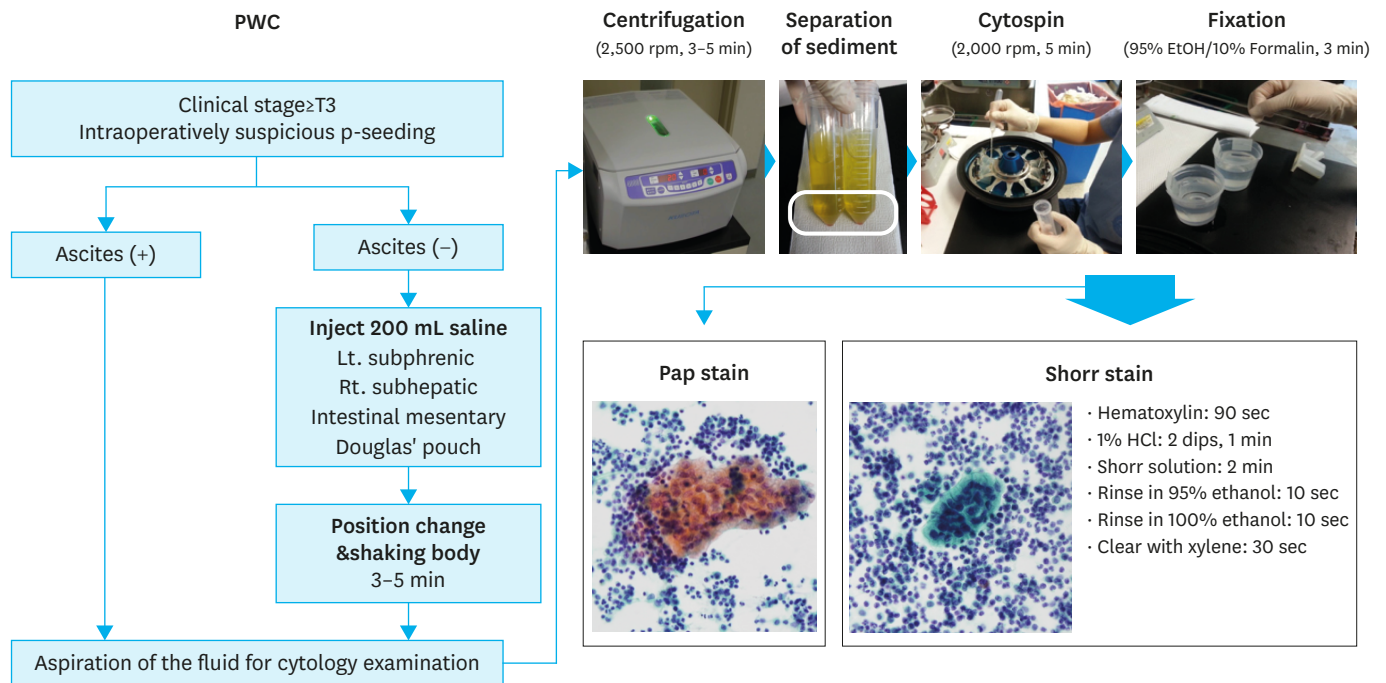 PWC
Clinical stage≥T3
Intraoperatively suspicious p-seeding
Ascites (+)
Ascites (−)
Inject 200 mL saline
Lt. subphrenic
Rt. subhepatic
Intestinal mesentary
Douglas' pouch
Position change
&shaking body
3–5 min
Aspiration of the fluid for cytology examination
Centrifugation
(2,500 rpm, 3–5 min)
Separation
of sediment
Cytospin
(2,000 rpm, 5 min)
Fixation
(95% EtOH/10% Formalin, 3 min)
Pap stain
Shorr stain
· Hematoxylin: 90 sec
· 1% HCl: 2 dips, 1 min
· Shorr solution: 2 min
· Rinse in 95% ethanol: 10 sec
· Rinse in 100% ethanol: 10 sec
· Clear with xylene: 30 sec